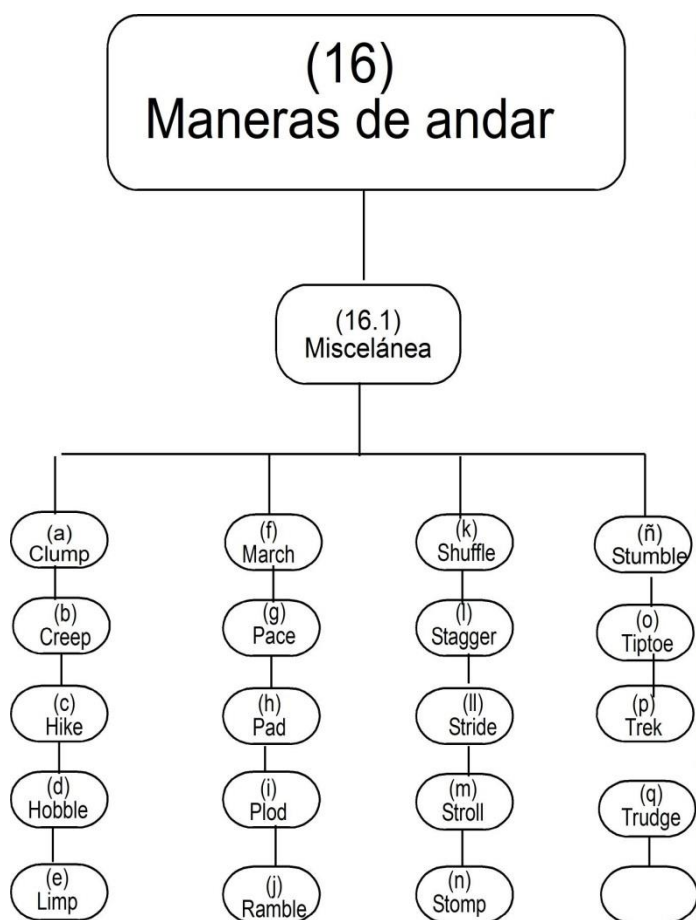 (16)
Maneras de andar
(16.1)
Miscelánea
(a)
Clump
(b)
Creep
(c)
Hike
(d)
Hobble
(e)
Limp
(f)
March
(g)
Pace
(h)
Pad
(i)
Plod
(j)
Ramble
(k)
Shuffle
(l)
Stagger
(ll)
Stride
(m)
Stroll
(n)
Stomp
(ñ)
Stumble
(o)
Tiptoe
(p)
Trek
(q)
Trudge